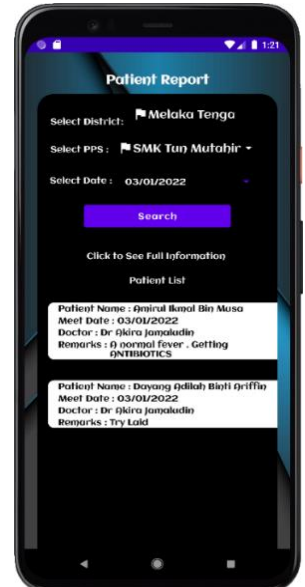 1:21
Patient Report
Select District: Melaka Tenga
Select PPS : SMK Tun Mutahir
Select Date : 03/01/2022
Search
Click to See Full Information
Patient List
Patient Name : Amirul Ikmal Bin Musa
Meet Date : 03/01/2022
Doctor : Dr Akira Jamaludin
Remarks : A normal fever . Getting
ANTIBIOTICS
Patient Name : Dayang Adilah Binti Ariffin
Meet Date : 03/01/2022
Doctor : Dr Akira Jamaludin
Remarks : Try Laid